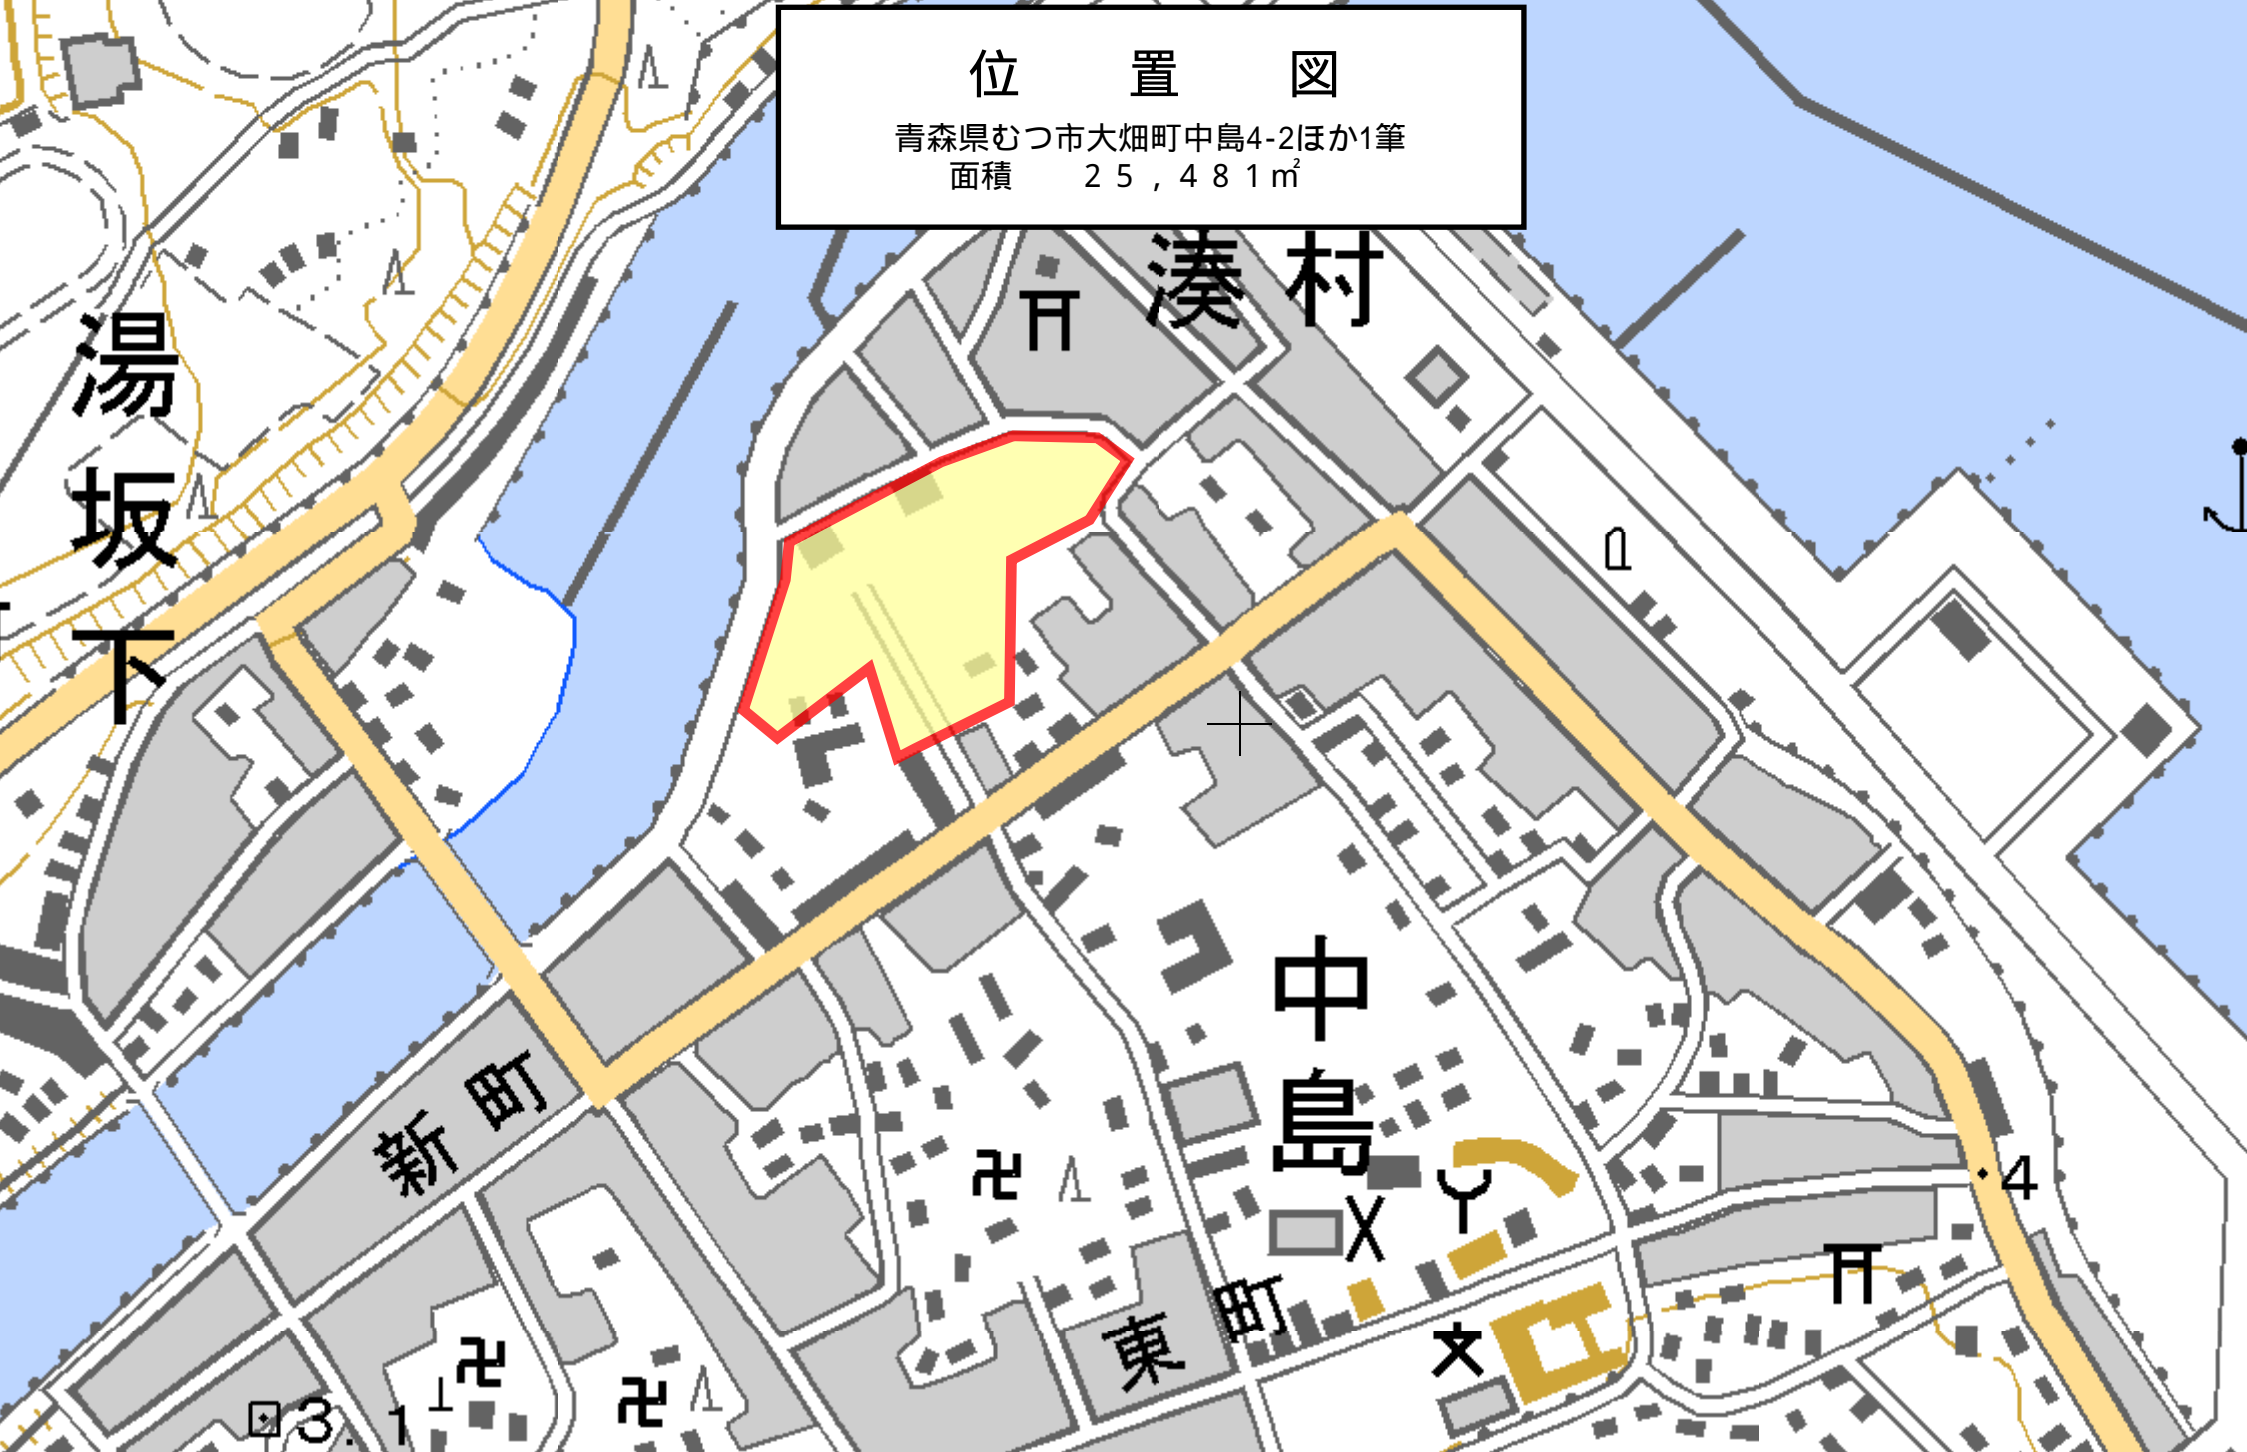 位置図
青森県むつ市大畑町中島4-2ほか1筆
面積 25,481㎡
湊村
湯坂下
中島
新町
東町
4
3.1